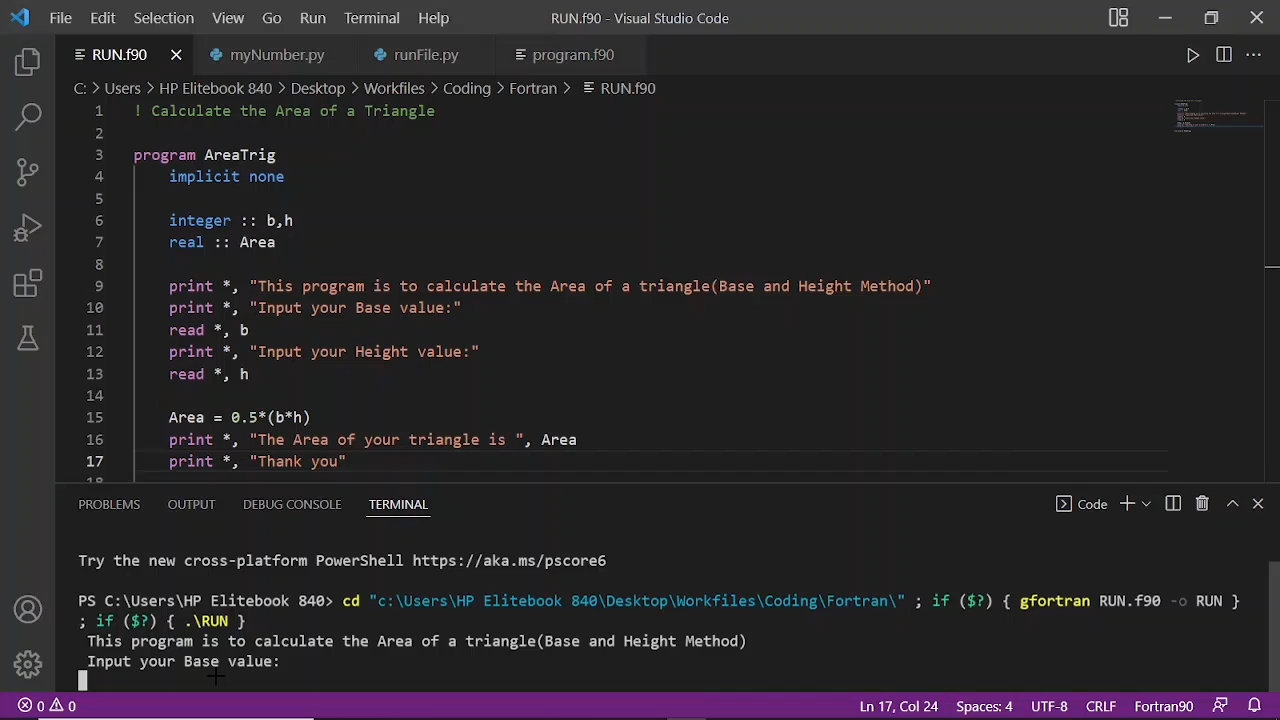 File Edit Selection View Go Run Terminal Help RUN.f90 - Visual Studio Code
RUN.f90 myNumber.py runFile.py program.f90
C: > Users > HP Elitebook 840 > Desktop > Workfiles > Coding > Fortran > RUN.f90
1 ! Calculate the Area of a Triangle
2
3 program AreaTrig
4 implicit none
5
6 integer :: b,h
7 real :: Area
8
9 print *, "This program is to calculate the Area of a triangle(Base and Height Method)"
10 print *, "Input your Base value:"
11 read *, b
12 print *, "Input your Height value:"
13 read *, h
14
15 Area = 0.5*(b*h)
16 print *, "The Area of your triangle is ", Area
17 print *, "Thank you"
18
PROBLEMS OUTPUT DEBUG CONSOLE TERMINAL Code
Try the new cross-platform PowerShell https://aka.ms/pscore6
PS C:\Users\HP Elitebook 840> cd "c:\Users\HP Elitebook 840\Desktop\Workfiles\Coding\Fortran\" ; if ($?) { gfortran RUN.f90 -o RUN }
; if ($?) { .\RUN }
This program is to calculate the Area of a triangle(Base and Height Method)
Input your Base value:
0 0 Ln 17, Col 24 Spaces: 4 UTF-8 CRLF Fortran90